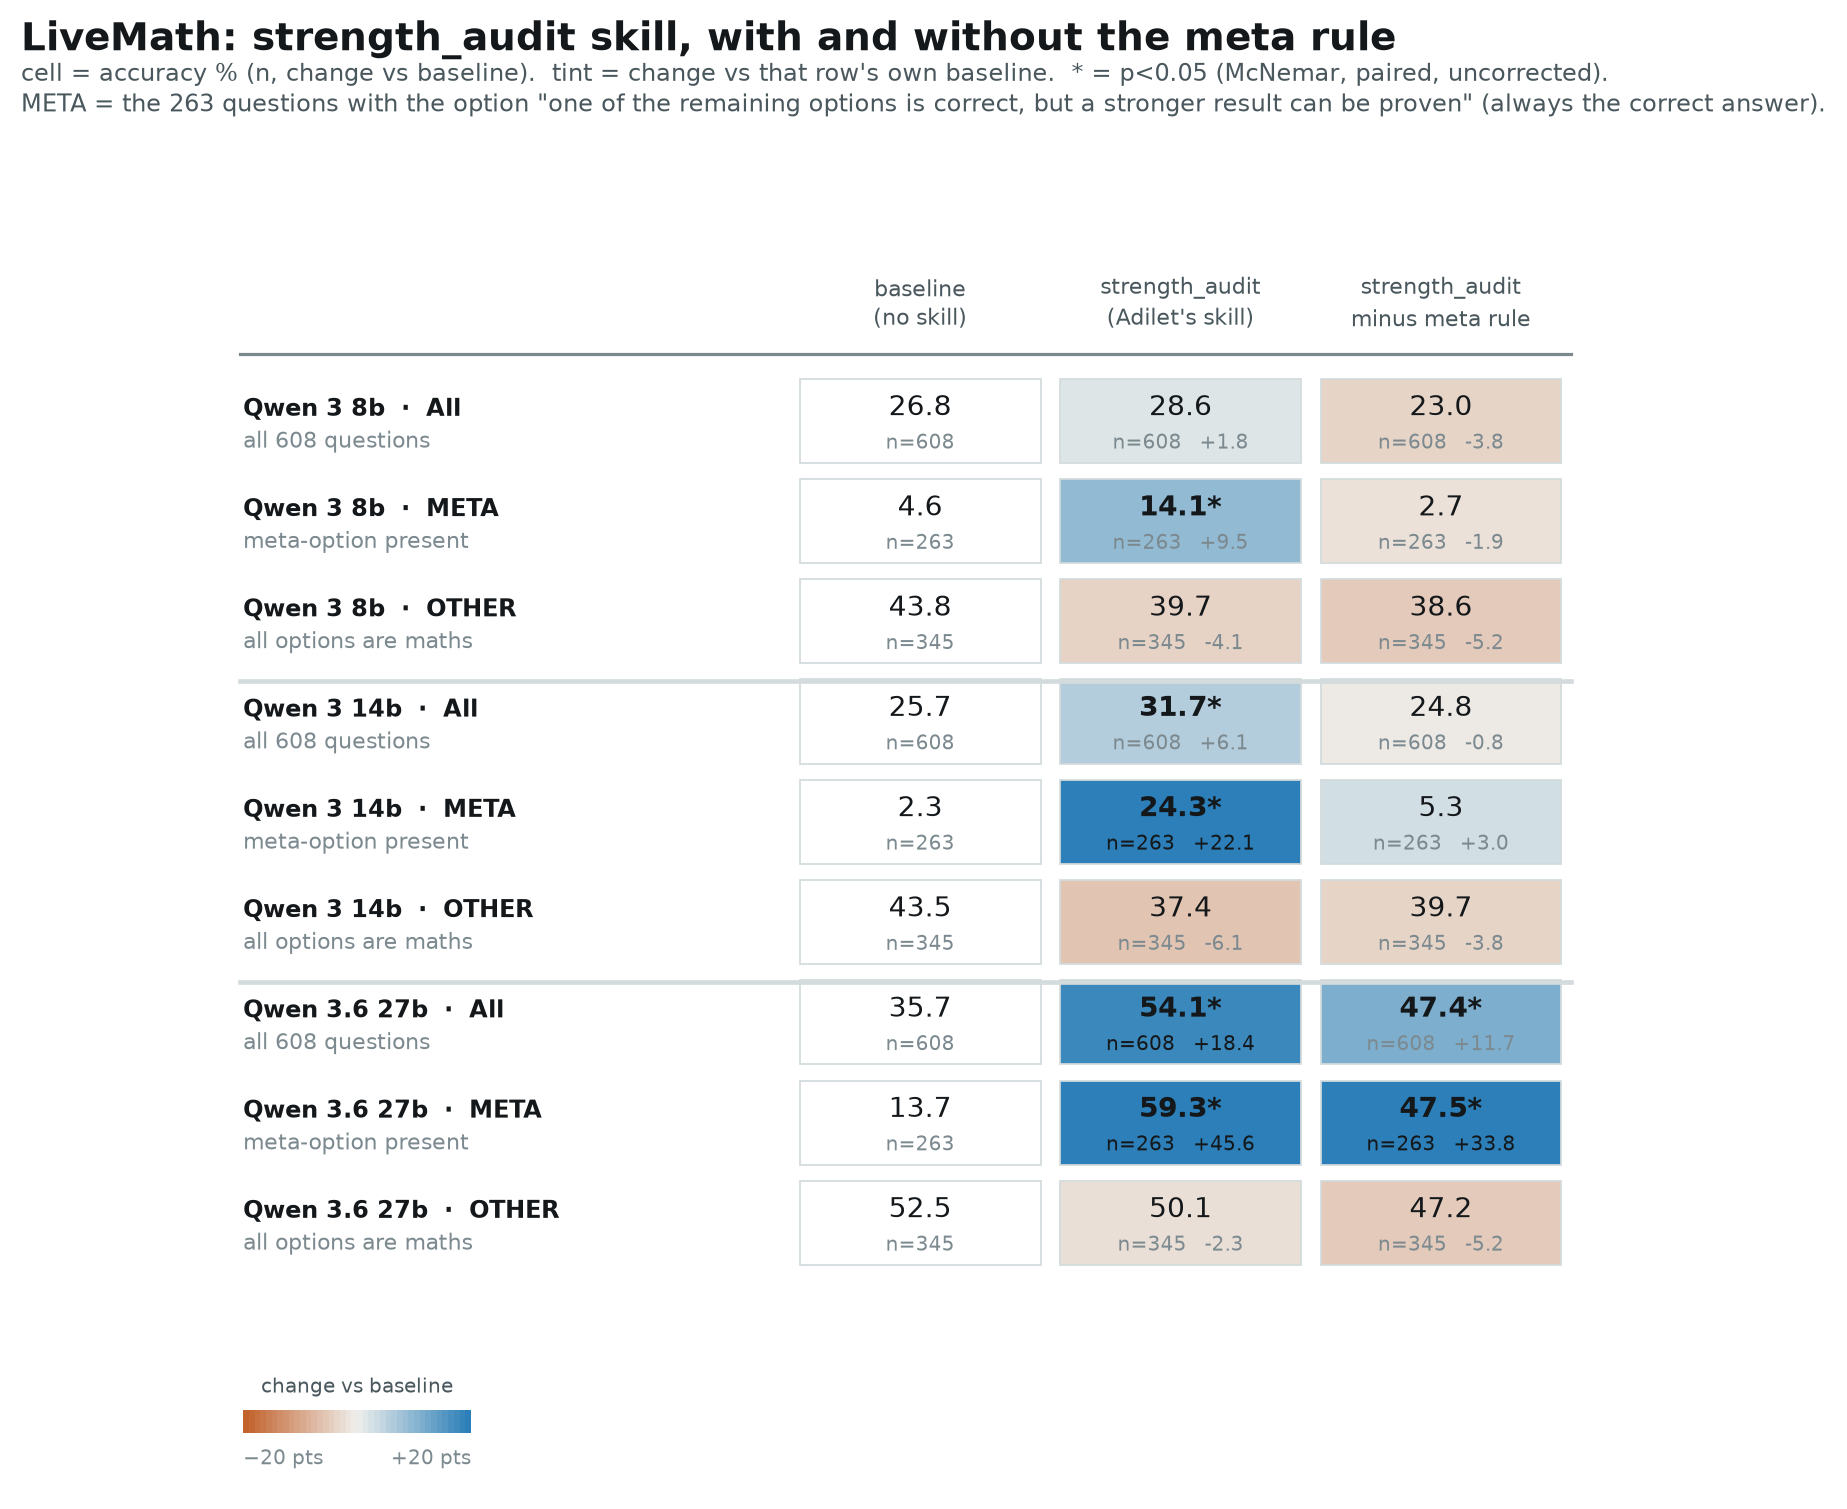 LiveMath: strength_audit skill, with and without the meta rule
cell = accuracy % (n, change vs baseline).  tint = change vs that row's own baseline.  * = p<0.05 (McNemar, paired, uncorrected).
META = the 263 questions with the option "one of the remaining options is correct, but a stronger result can be proven" (always the correct answer).
baseline
(no skill)
strength_audit
(Adilet's skill)
strength_audit
minus meta rule
Qwen 3 8b · All
all 608 questions
26.8
n=608
28.6
n=608 +1.8
23.0
n=608 -3.8
Qwen 3 8b · META
meta-option present
4.6
n=263
14.1*
n=263 +9.5
2.7
n=263 -1.9
Qwen 3 8b · OTHER
all options are maths
43.8
n=345
39.7
n=345 -4.1
38.6
n=345 -5.2
Qwen 3 14b · All
all 608 questions
25.7
n=608
31.7*
n=608 +6.1
24.8
n=608 -0.8
Qwen 3 14b · META
meta-option present
2.3
n=263
24.3*
n=263 +22.1
5.3
n=263 +3.0
Qwen 3 14b · OTHER
all options are maths
43.5
n=345
37.4
n=345 -6.1
39.7
n=345 -3.8
Qwen 3.6 27b · All
all 608 questions
35.7
n=608
54.1*
n=608 +18.4
47.4*
n=608 +11.7
Qwen 3.6 27b · META
meta-option present
13.7
n=263
59.3*
n=263 +45.6
47.5*
n=263 +33.8
Qwen 3.6 27b · OTHER
all options are maths
52.5
n=345
50.1
n=345 -2.3
47.2
n=345 -5.2
change vs baseline
−20 pts
+20 pts